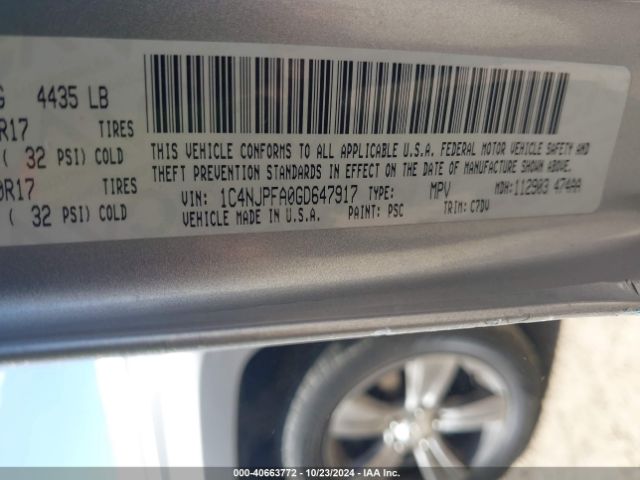 G 4435 LB
R17 TIRES
( 32 PSI) COLD
0R17 TIRES
( 32 PSI) COLD
THIS VEHICLE CONFORMS TO ALL APPLICABLE U.S.A. FEDERAL MOTOR VEHICLE SAFETY AND
THEFT PREVENTION STANDARDS IN EFFECT ON THE DATE OF MANUFACTURE SHOWN ABOVE.
VIN: 1C4NJPFA0GD647917 TYPE: MPV MDH:112903 474AA
VEHICLE MADE IN U.S.A. PAINT: PSC TRIM: C7DV
000-40663772 - 10/23/2024 - IAA Inc.